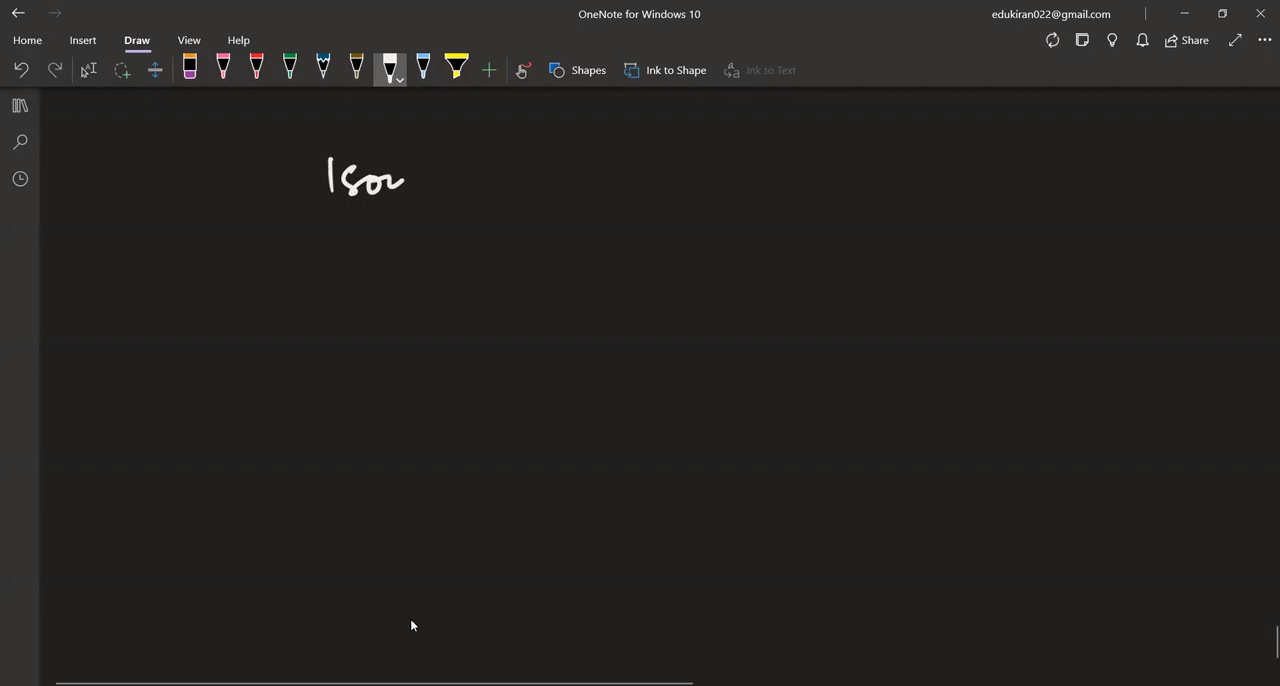 OneNote for Windows 10
edukiran022@gmail.com
Home Insert Draw View Help
Share
Shapes
Ink to Shape
Ink to Text
Isor